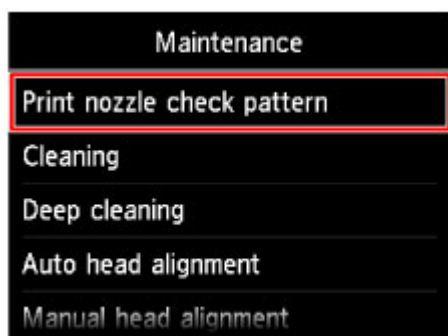 Maintenance
Print nozzle check pattern
Cleaning
Deep cleaning
Auto head alignment
Manual head alignment